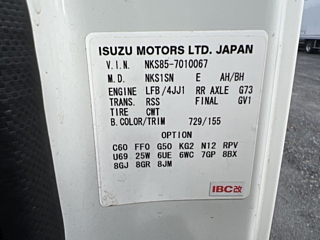 ISUZU MOTORS LTD. JAPAN
V.I.N. NKS85-7010067
M.D. NKS1SN E AH/BH
ENGINE LFB/4JJ1 RR AXLE G73
TRANS. RSS FINAL GV1
TIRE CWT
B.COLOR/TRIM 729/155
OPTION
C60 FF0 G50 KG2 N12 RPV
U69 25W 6UE 6WC 7GP 8BX
8GJ 8GR 8JM
IBC改